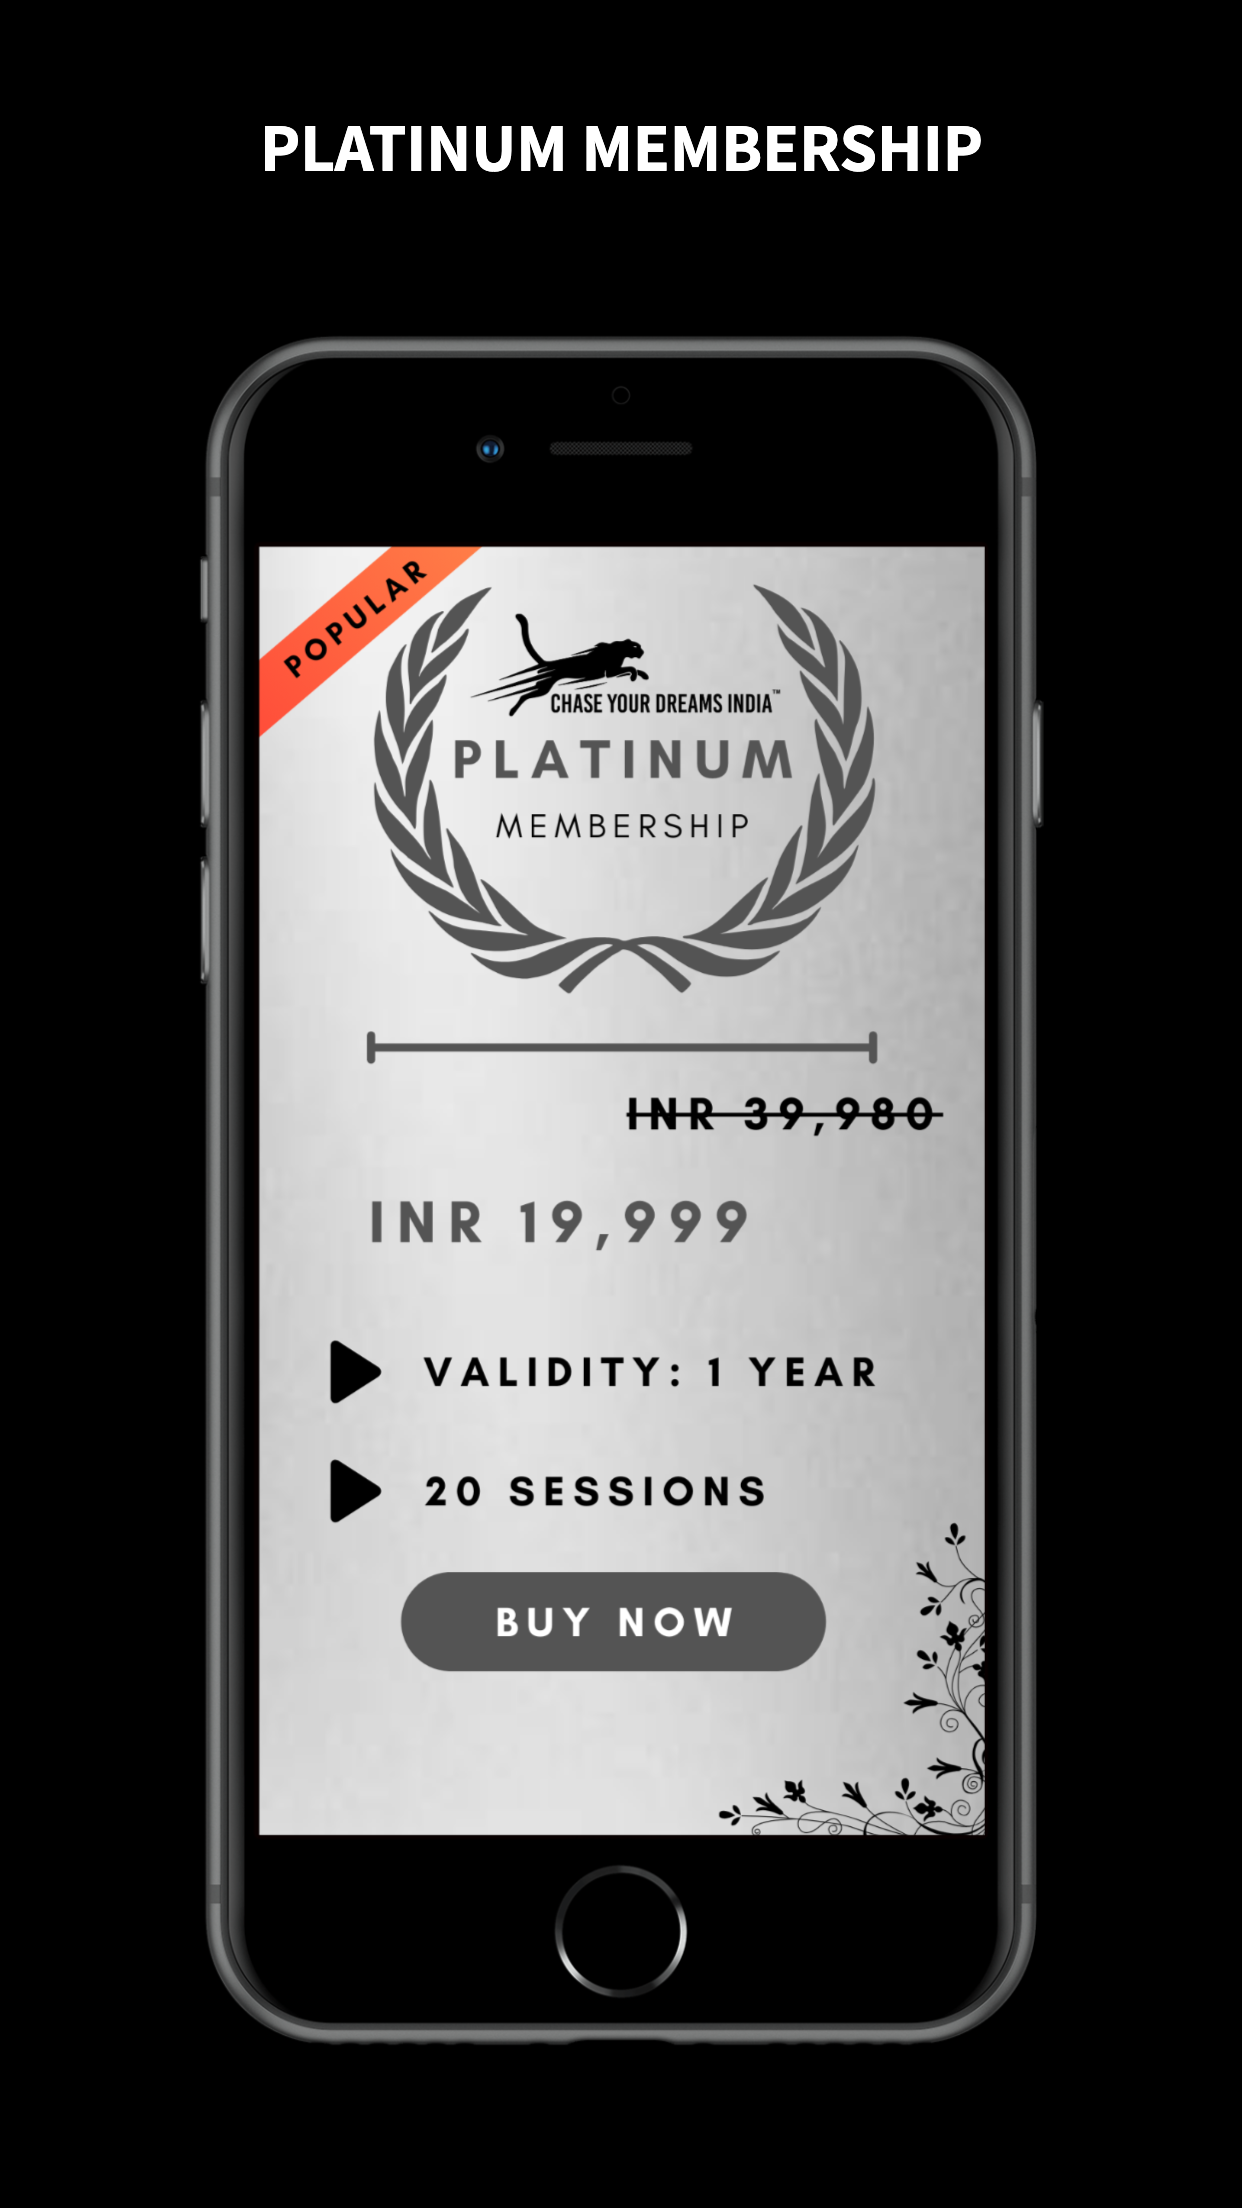 PLATINUM MEMBERSHIP
POPULAR
CHASE YOUR DREAMS INDIA™
PLATINUM
MEMBERSHIP
INR 39,980
INR 19,999
VALIDITY: 1 YEAR
20 SESSIONS
BUY NOW